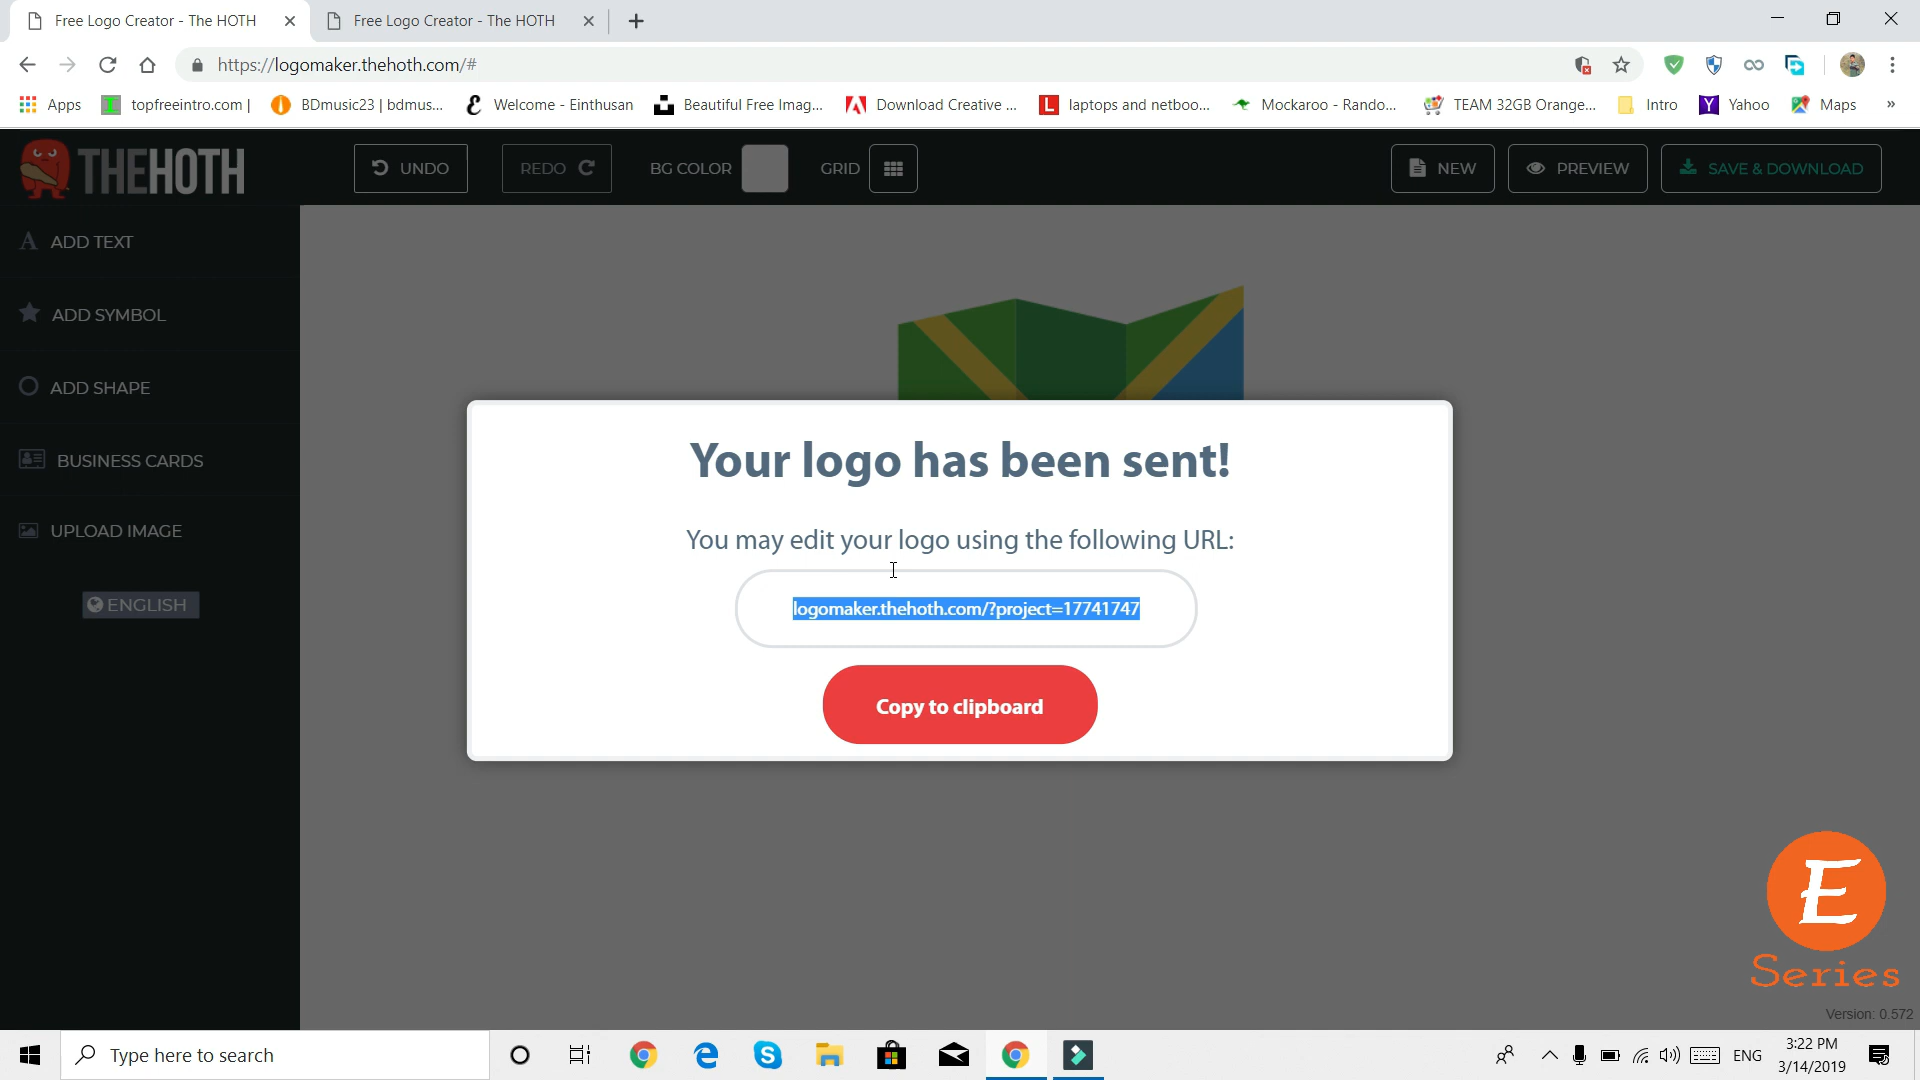 Free Logo Creator - The HOTH
Free Logo Creator - The HOTH
https://logomaker.thehoth.com/#
Apps
topfreeintro.com |
BDmusic23 | bdmus...
Welcome - Einthusan
Beautiful Free Imag...
Download Creative ...
laptops and netboo...
Mockaroo - Rando...
TEAM 32GB Orange...
Intro
Yahoo
Maps
»
THEHOTH
UNDO
REDO
BG COLOR
GRID
NEW
PREVIEW
SAVE & DOWNLOAD
ADD TEXT
ADD SYMBOL
ADD SHAPE
BUSINESS CARDS
UPLOAD IMAGE
ENGLISH
Your logo has been sent!
You may edit your logo using the following URL:
logomaker.thehoth.com/?project=17741747
Copy to clipboard
E
Series
Version: 0.572
Type here to search
ENG
3:22 PM
3/14/2019